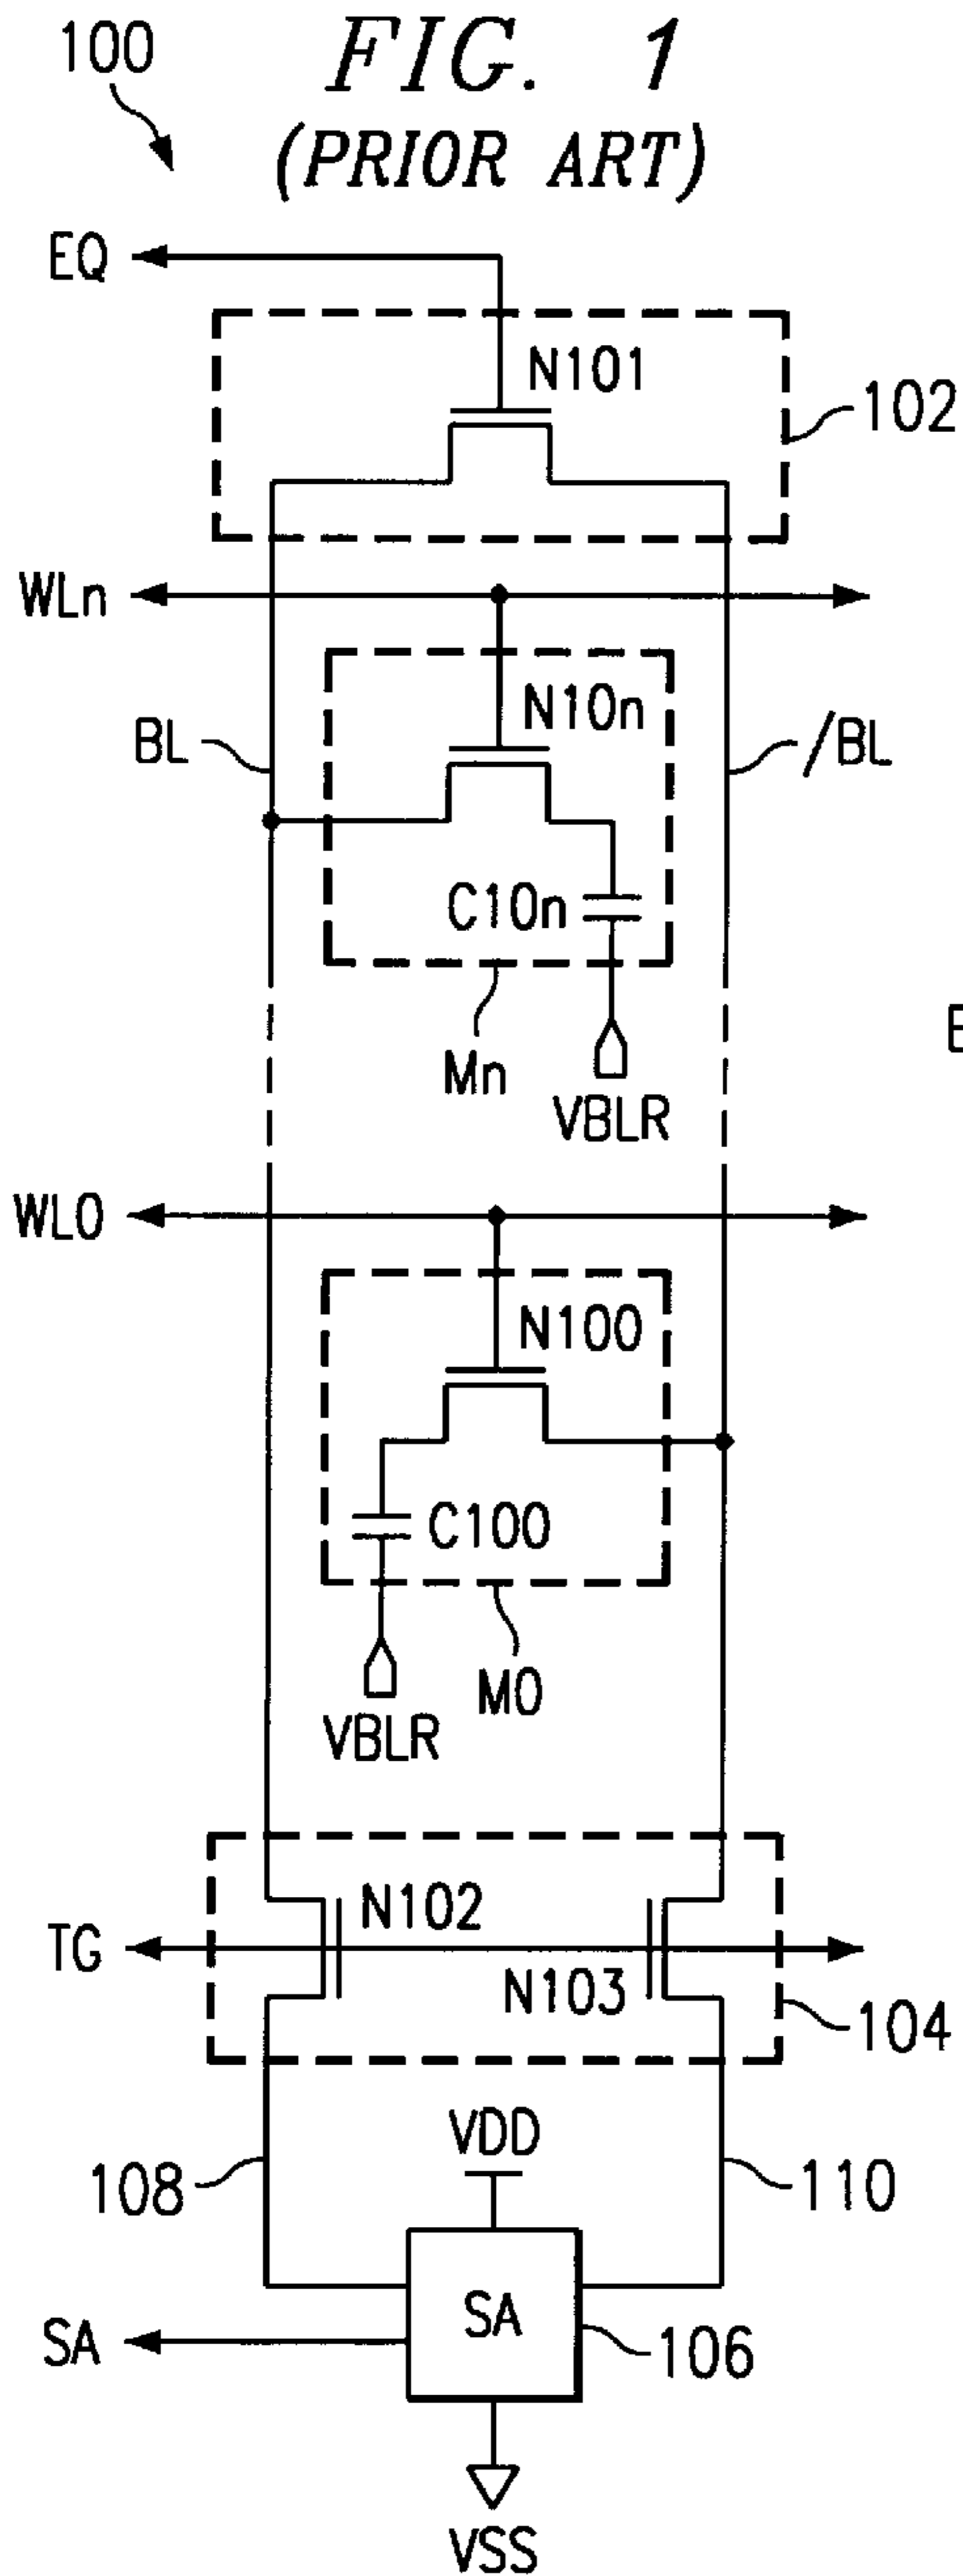 100
FIG. 1
(PRIOR ART)
EQ
N101
102
WLn
N10n
BL
/BL
C10n
Mn
VBLR
WL0
N100
C100
M0
VBLR
N102
TG
N103
104
VDD
108
110
SA
SA
106
VSS